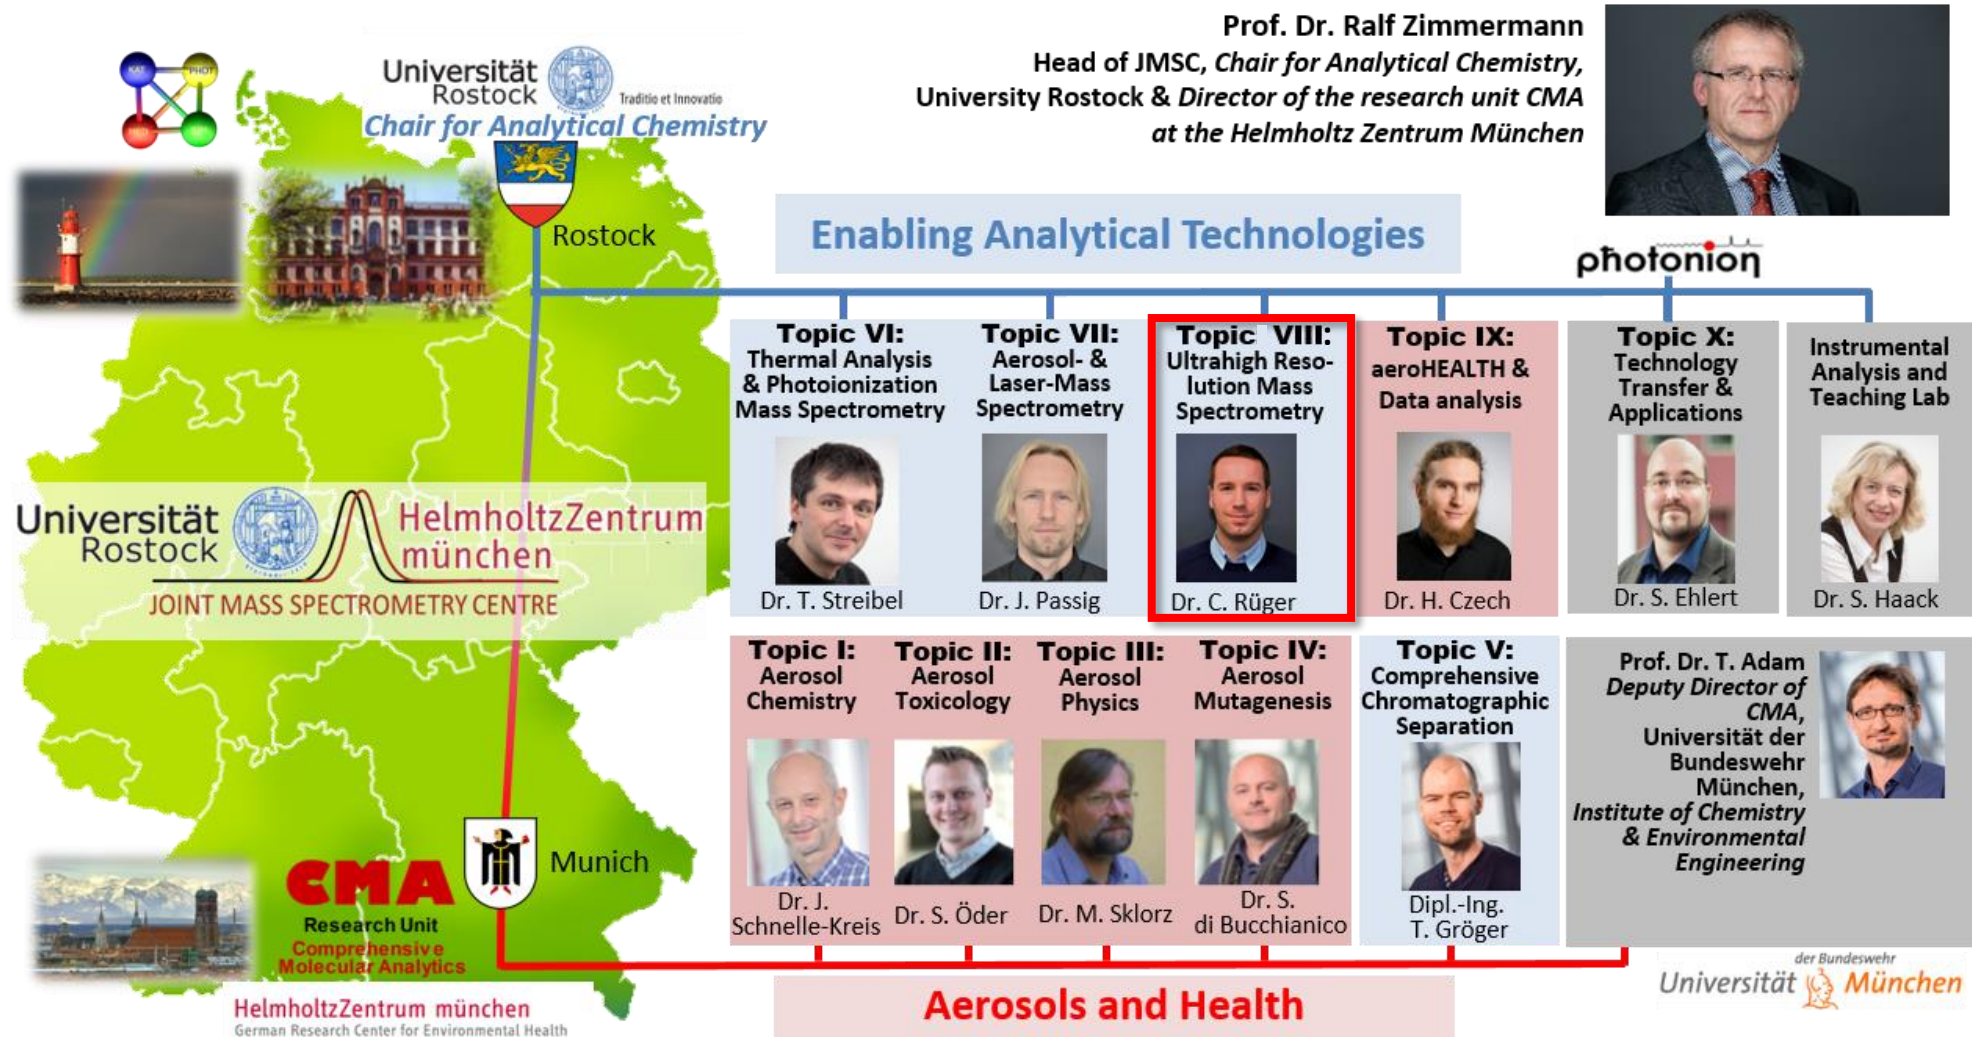 Prof. Dr. Ralf Zimmermann
Head of JMSC, Chair for Analytical Chemistry,
University Rostock & Director of the research unit CMA
at the Helmholtz Zentrum München
KAT
PHOT
MED
Universität
Rostock
Traditio et Innovatio
Chair for Analytical Chemistry
Rostock
Enabling Analytical Technologies
photonion
Topic VI:
Thermal Analysis
& Photoionization
Mass Spectrometry
Dr. T. Streibel
Topic VII:
Aerosol- &
Laser-Mass
Spectrometry
Dr. J. Passig
Topic VIII:
Ultrahigh Reso-
lution Mass
Spectrometry
Dr. C. Rüger
Topic IX:
aeroHEALTH &
Data analysis
Dr. H. Czech
Topic X:
Technology
Transfer &
Applications
Dr. S. Ehlert
Instrumental
Analysis and
Teaching Lab
Dr. S. Haack
Universität
Rostock
HelmholtzZentrum
münchen
JOINT MASS SPECTROMETRY CENTRE
Topic I:
Aerosol
Chemistry
Dr. J.
Schnelle-Kreis
Topic II:
Aerosol
Toxicology
Dr. S. Öder
Topic III:
Aerosol
Physics
Dr. M. Sklorz
Topic IV:
Aerosol
Mutagenesis
Dr. S.
di Bucchianico
Topic V:
Comprehensive
Chromatographic
Separation
Dipl.-Ing.
T. Gröger
Prof. Dr. T. Adam
Deputy Director of
CMA,
Universität der
Bundeswehr
München,
Institute of Chemistry
& Environmental
Engineering
Munich
CMA
Research Unit
Comprehensive
Molecular Analytics
HelmholtzZentrum münchen
German Research Center for Environmental Health
Aerosols and Health
der Bundeswehr
Universität München